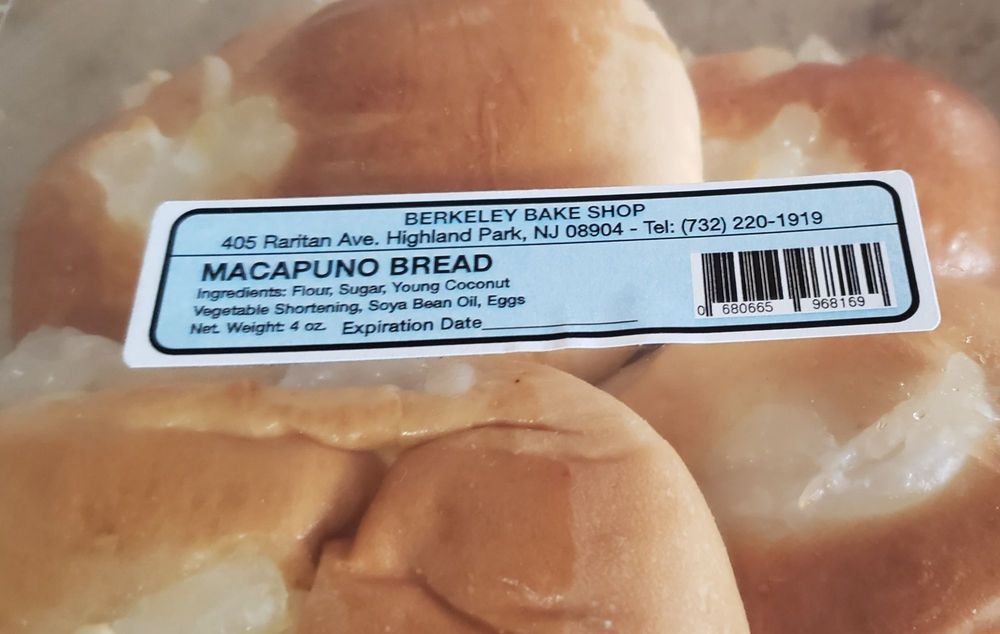 BERKELEY BAKE SHOP
405 Raritan Ave. Highland Park, NJ 08904 - Tel: (732) 220-1919
MACAPUNO BREAD
Ingredients: Flour, Sugar, Young Coconut
Vegetable Shortening, Soya Bean Oil, Eggs
Net. Weight: 4 oz. Expiration Date
0 680665 968169